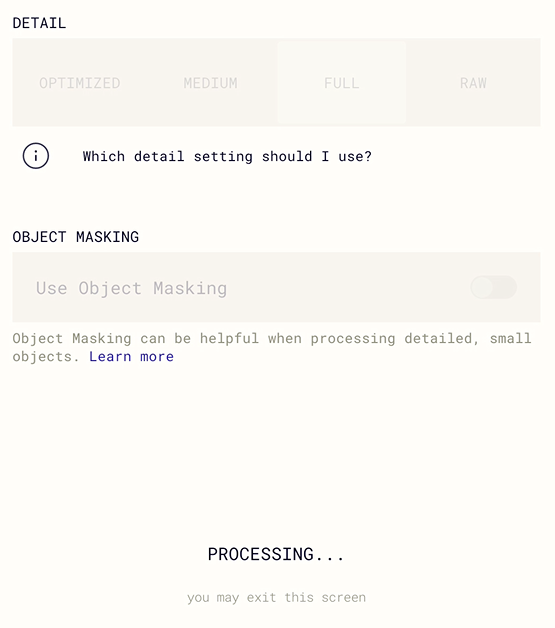 DETAIL
OPTIMIZED MEDIUM FULL RAW
Which detail setting should I use?
OBJECT MASKING
Use Object Masking
Object Masking can be helpful when processing detailed, small
objects. Learn more
PROCESSING...
you may exit this screen